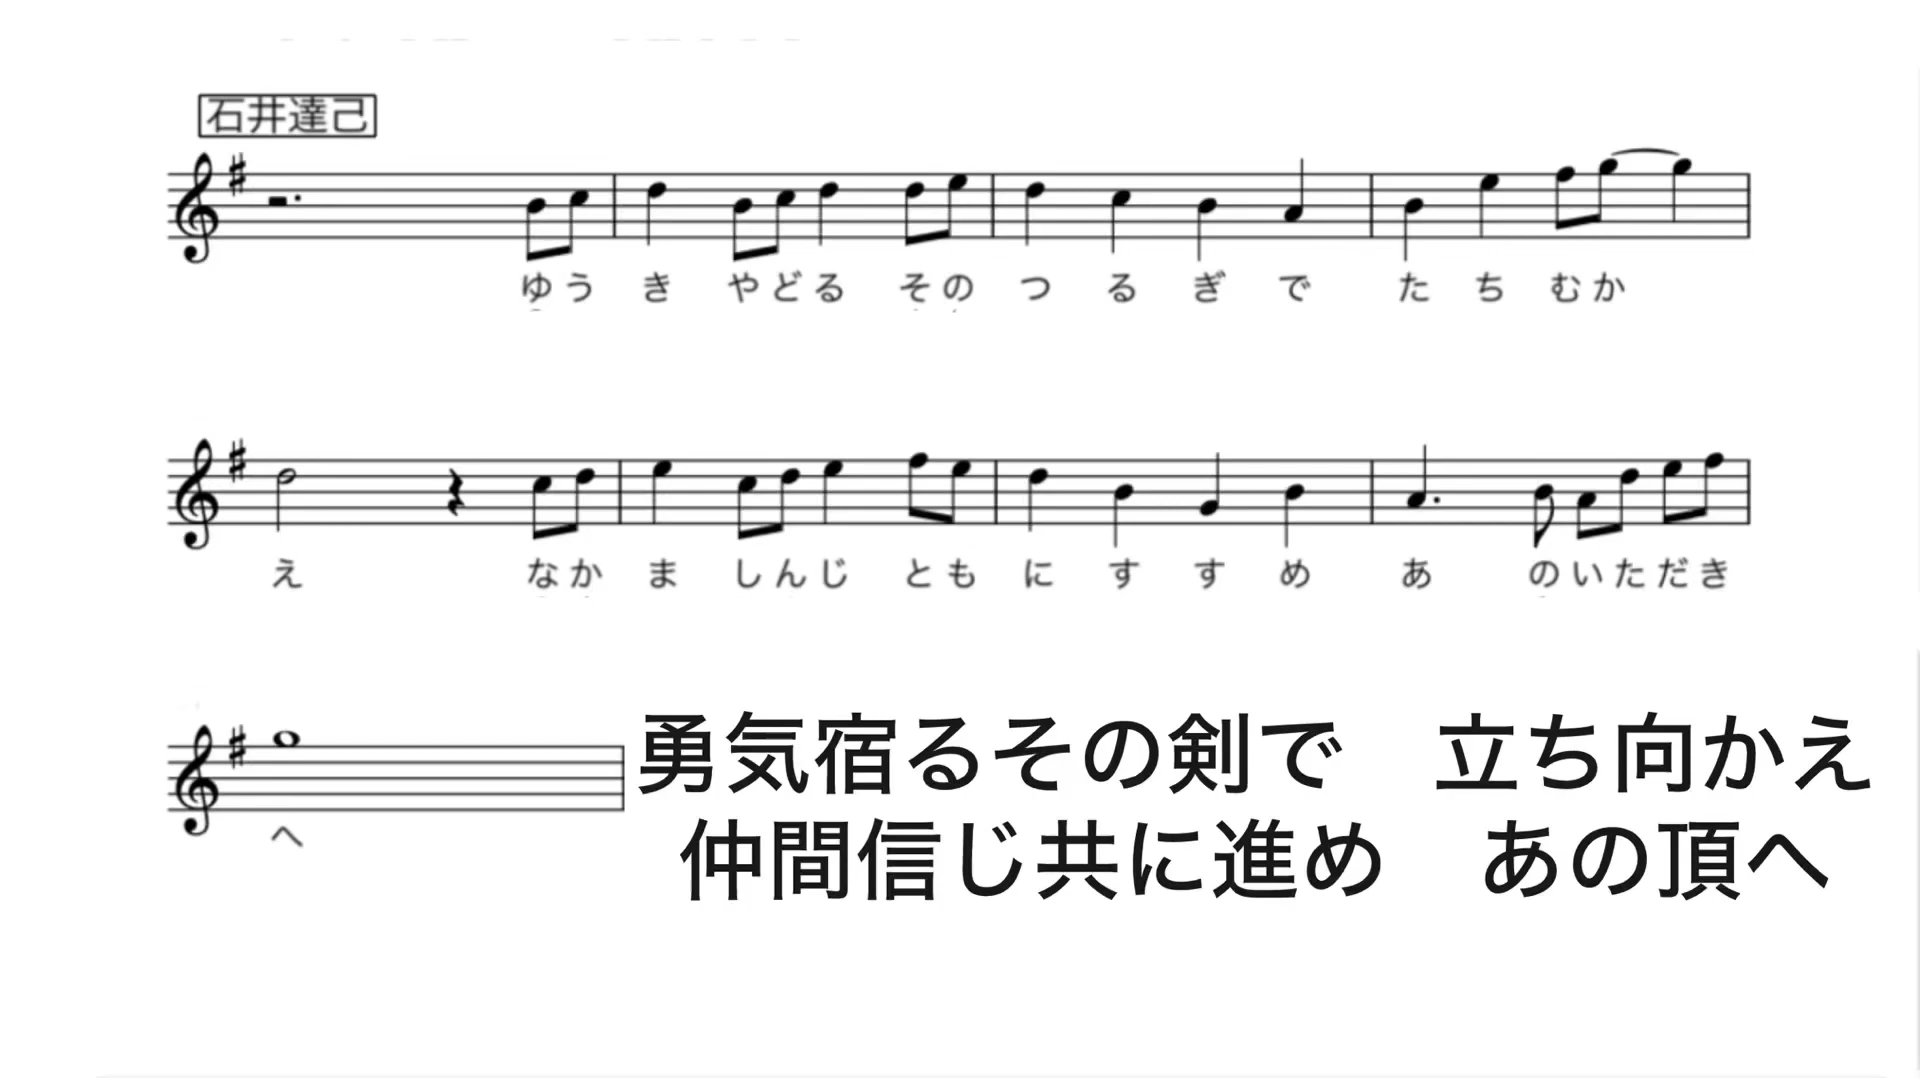 石井達己
ゆうき やどる その つ る ぎ で た ち むか
え なか ま しんじ とも に す す め あ のいただき
へ
勇気宿るその剣で 立ち向かえ
仲間信じ共に進め あの頂へ